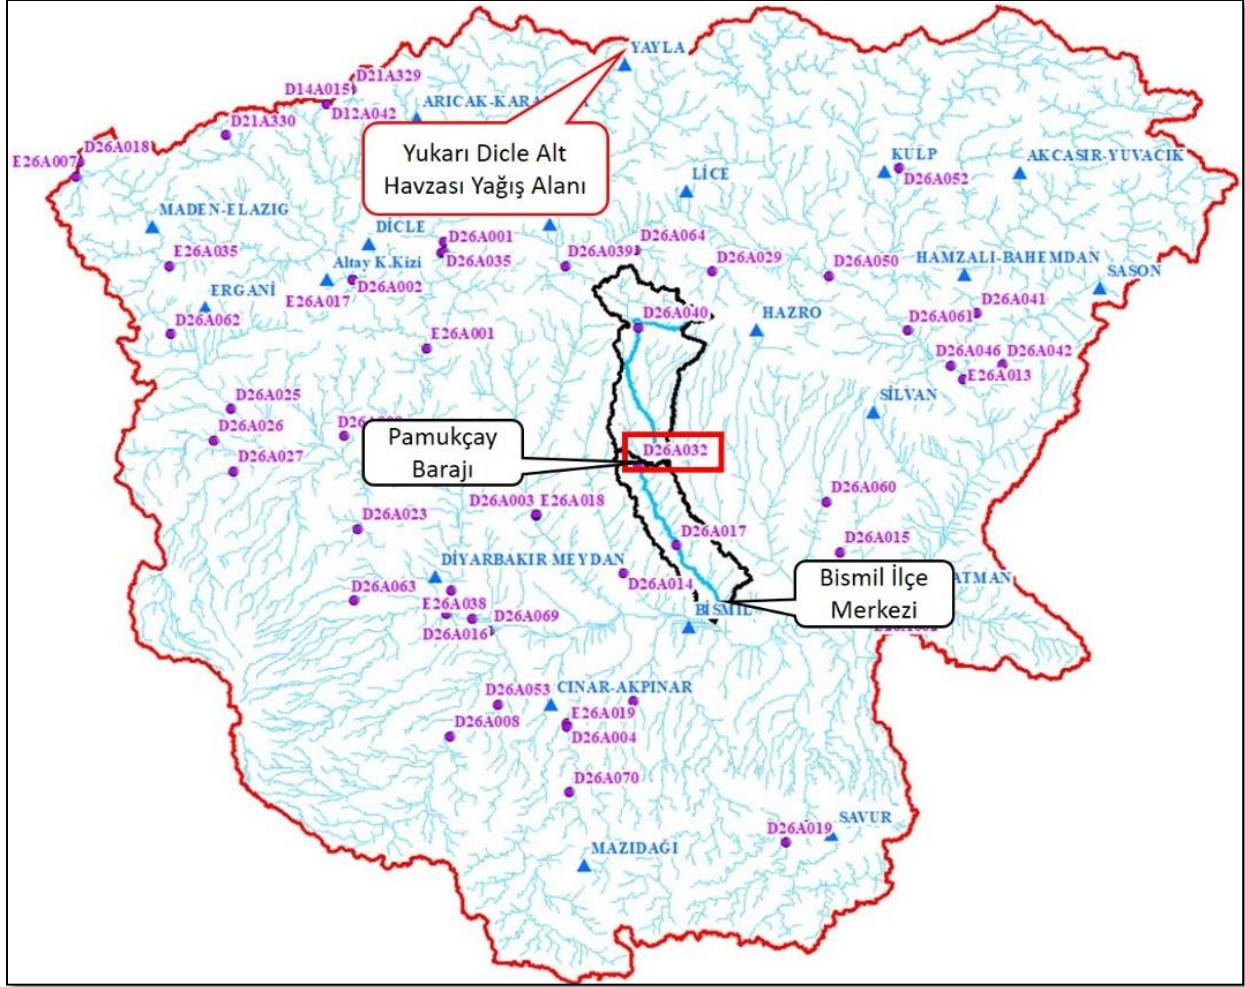 YAYLA
D21A329
D14A015
ARICAK-KARA
D12A042
D21A330
D26A018
E26A007
Yukarı Dicle Alt
Havzası Yağış Alanı
KULP
AKCASIR-YUVACIK
D26A052
LİCE
MADEN-ELAZIG
DİCLE
D26A001
D26A064
E26A035
D26A035
D26A039
Altay K.Kizi
D26A029
D26A050
HAMZALI-BAHEMDAN
SASON
ERGANİ
E26A017
D26A002
D26A041
D26A062
D26A040
HAZRO
D26A061
E26A001
D26A046
D26A042
E26A013
D26A025
SİLVAN
D26A026
Pamukçay
Barajı
D26A032
D26A027
D26A060
D26A003
E26A018
D26A023
D26A017
D26A015
DİYARBAKIR MEYDAN
D26A014
Bismil İlçe
Merkezi
ATMAN
D26A063
E26A038
BİSMİL
D26A069
D26A016
D26A053
CINAR-AKPINAR
E26A019
D26A008
D26A004
D26A070
D26A019
SAVUR
MAZIDAĞI